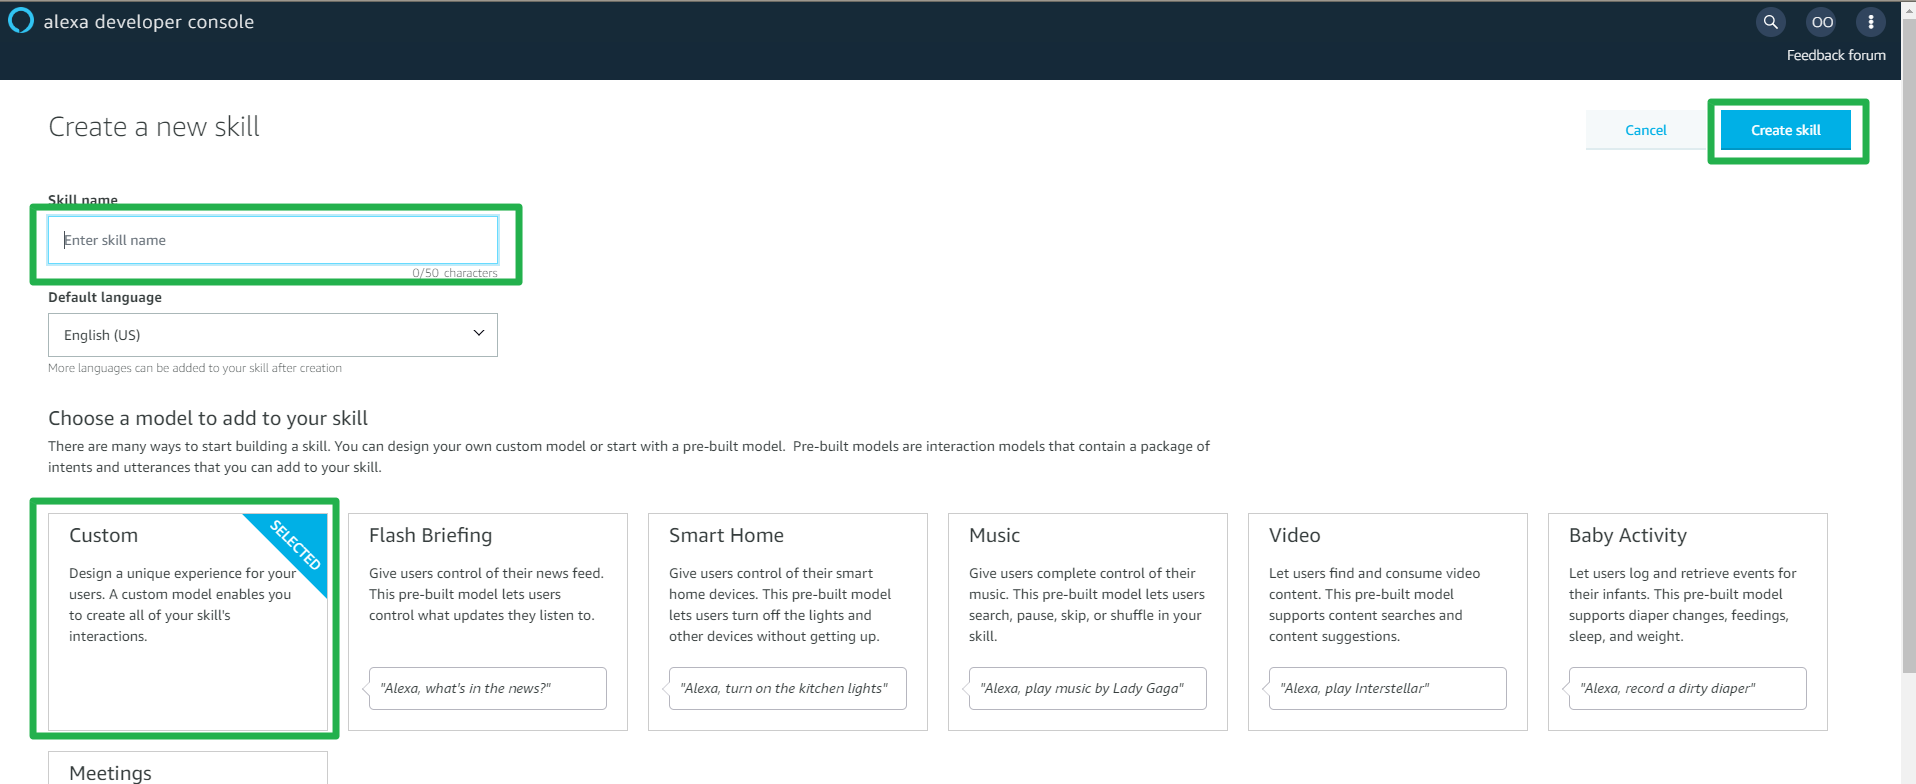 alexa developer console
OO
Feedback forum
Create a new skill
Cancel
Create skill
Skill name
Enter skill name
0/50 characters
Default language
English (US)
More languages can be added to your skill after creation
Choose a model to add to your skill
There are many ways to start building a skill. You can design your own custom model or start with a pre-built model. Pre-built models are interaction models that contain a package of
intents and utterances that you can add to your skill.
Custom
SELECTED
Design a unique experience for your
users. A custom model enables you
to create all of your skill's
interactions.
Flash Briefing
Give users control of their news feed.
This pre-built model lets users
control what updates they listen to.
"Alexa, what's in the news?"
Smart Home
Give users control of their smart
home devices. This pre-built model
lets users turn off the lights and
other devices without getting up.
"Alexa, turn on the kitchen lights"
Music
Give users complete control of their
music. This pre-built model lets users
search, pause, skip, or shuffle in your
skill.
"Alexa, play music by Lady Gaga"
Video
Let users find and consume video
content. This pre-built model
supports content searches and
content suggestions.
"Alexa, play Interstellar"
Baby Activity
Let users log and retrieve events for
their infants. This pre-built model
supports diaper changes, feedings,
sleep, and weight.
"Alexa, record a dirty diaper"
Meetings